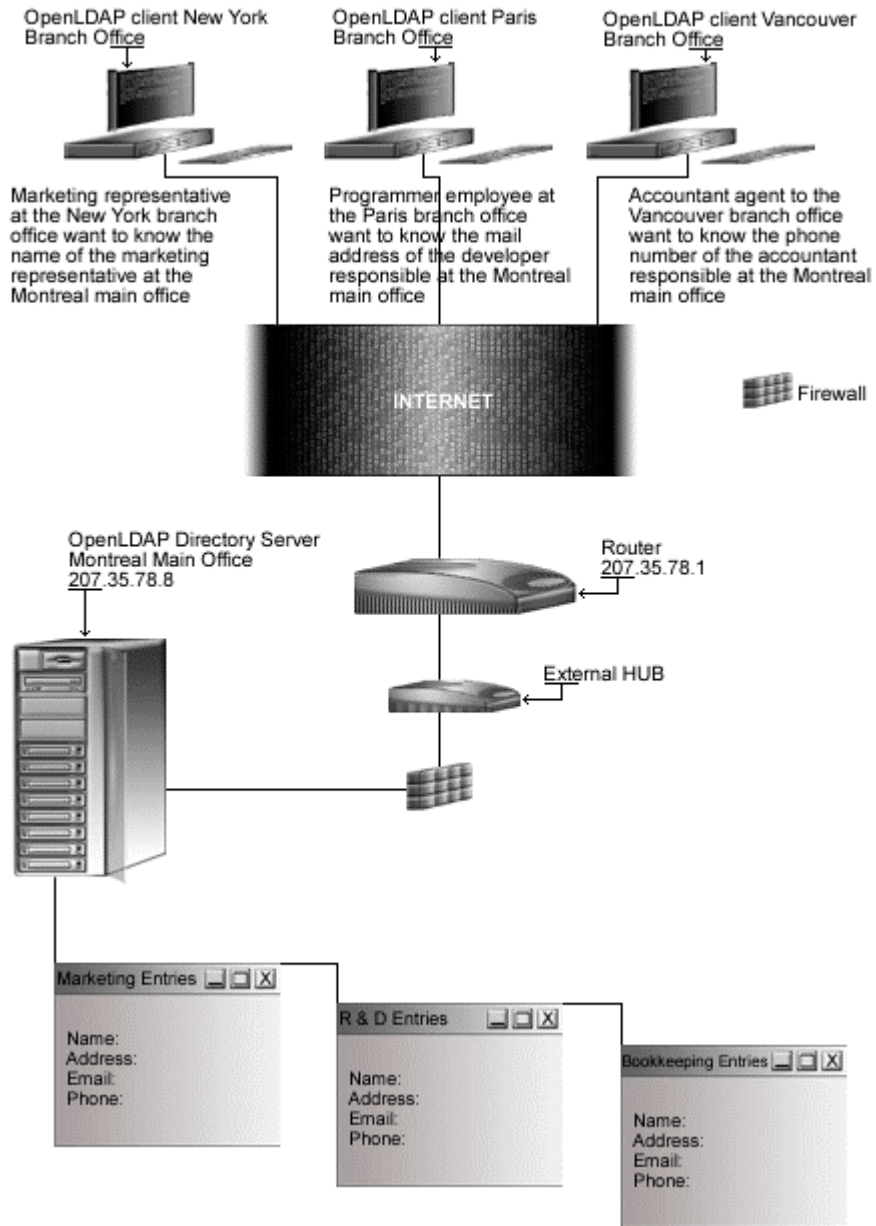 OpenLDAP client New York
Branch Office
OpenLDAP client Paris
Branch Office
OpenLDAP client Vancouver
Branch Office
Marketing representative
at the New York branch
office want to know the
name of the marketing
representative at the
Montreal main office
Programmer employee at
the Paris branch office
want to know the mail
address of the developer
responsible at the Montreal
main office
Accountant agent to the
Vancouver branch office
want to know the phone
number of the accountant
responsible at the Montreal
main office
INTERNET
Firewall
OpenLDAP Directory Server
Montreal Main Office
207.35.78.8
Router
207.35.78.1
External HUB
Marketing Entries
Name:
Address:
Email:
Phone:
R & D Entries
Name:
Address:
Email:
Phone:
Bookkeeping Entries
Name:
Address:
Email:
Phone: